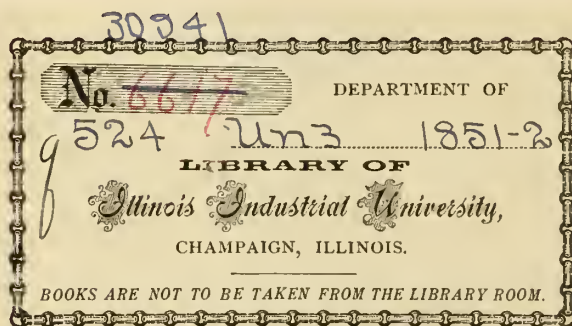 30941
No. 6617 DEPARTMENT OF
q 524 Un3 1851-2
LIBRARY OF
Illinois Industrial University,
CHAMPAIGN, ILLINOIS.
BOOKS ARE NOT TO BE TAKEN FROM THE LIBRARY ROOM.